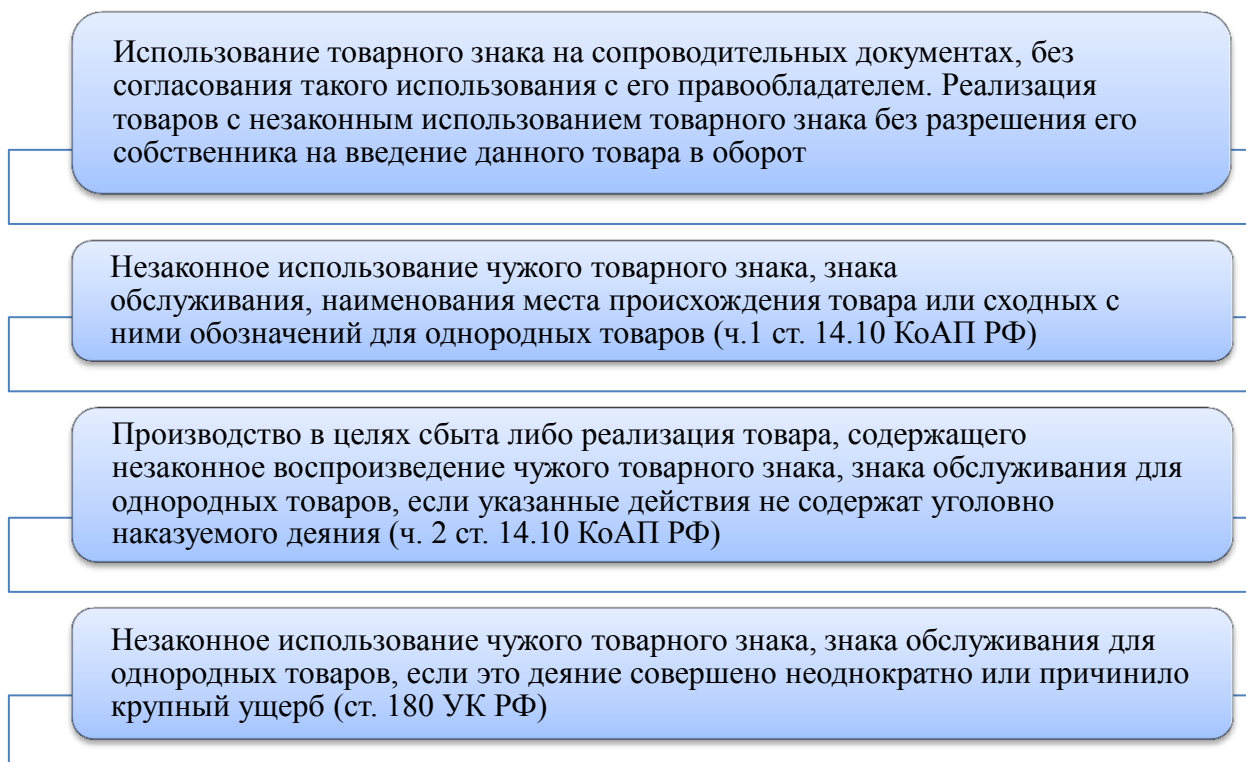 Использование товарного знака на сопроводительных документах, без
согласования такого использования с его правообладателем. Реализация
товаров с незаконным использованием товарного знака без разрешения его
собственника на введение данного товара в оборот
Незаконное использование чужого товарного знака, знака
обслуживания, наименования места происхождения товара или сходных с
ними обозначений для однородных товаров (ч.1 ст. 14.10 КоАП РФ)
Производство в целях сбыта либо реализация товара, содержащего
незаконное воспроизведение чужого товарного знака, знака обслуживания для
однородных товаров, если указанные действия не содержат уголовно
наказуемого деяния (ч. 2 ст. 14.10 КоАП РФ)
Незаконное использование чужого товарного знака, знака обслуживания для
однородных товаров, если это деяние совершено неоднократно или причинило
крупный ущерб (ст. 180 УК РФ)